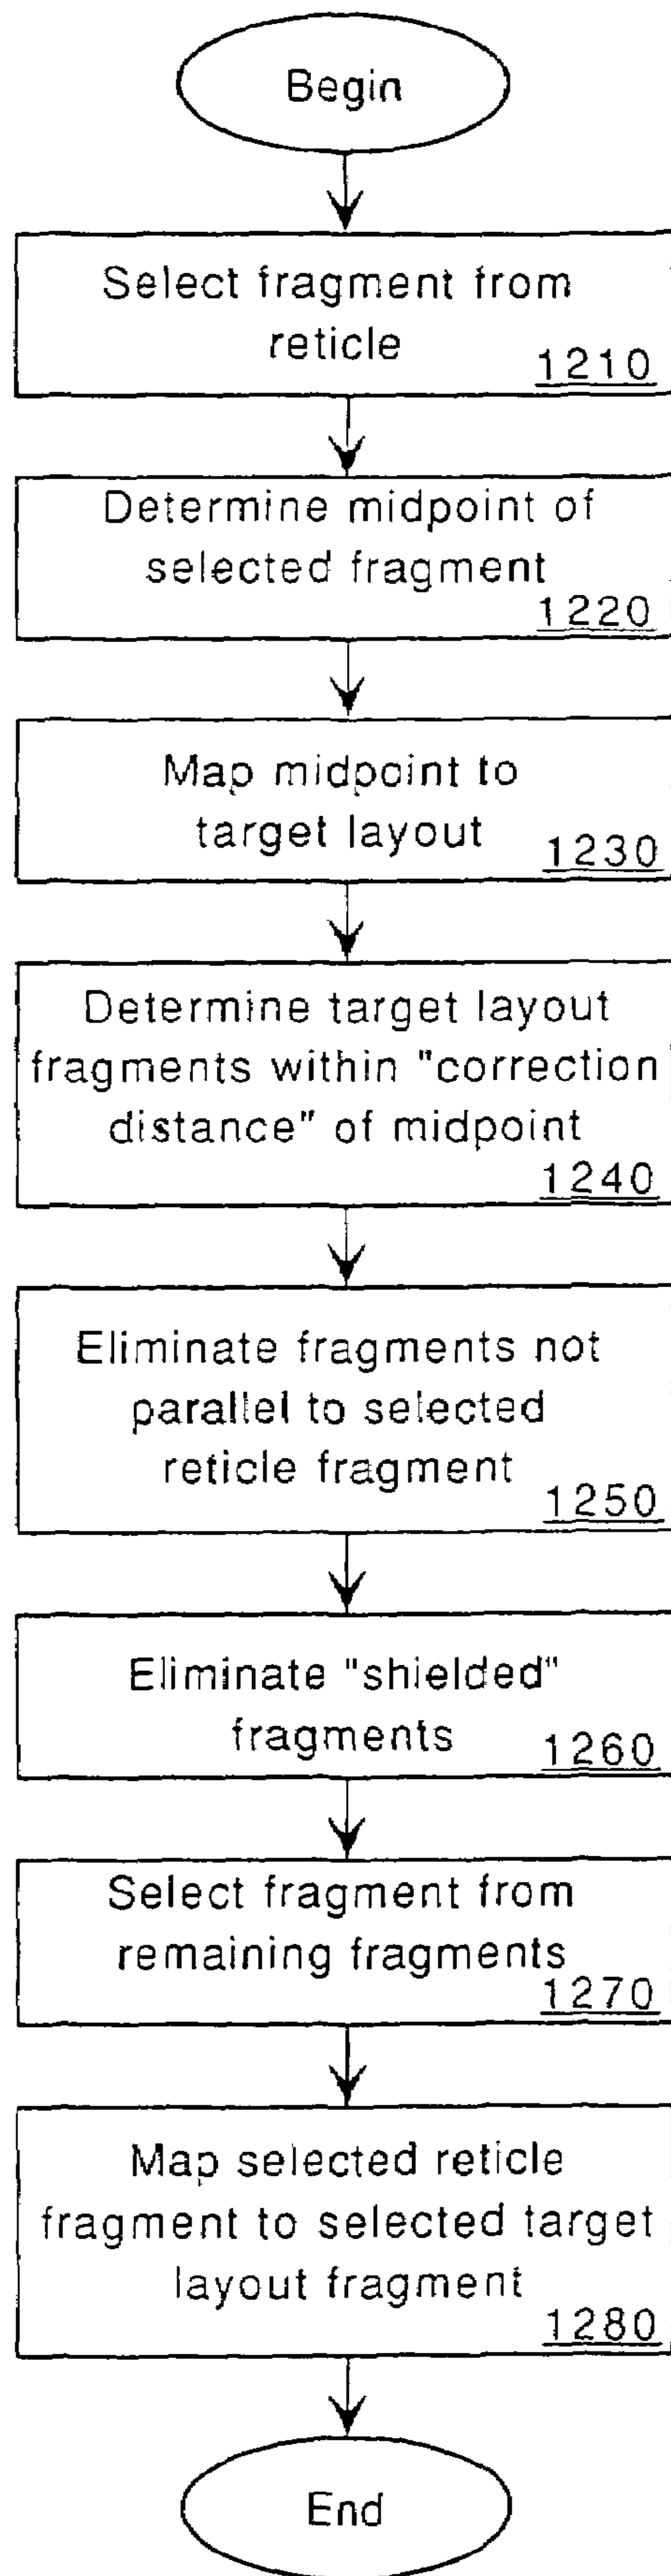 Begin
Select fragment from
reticle
1210
Determine midpoint of
selected fragment
1220
Map midpoint to
target layout
1230
Determine target layout
fragments within "correction
distance" of midpoint
1240
Eliminate fragments not
parallel to selected
reticle fragment
1250
Eliminate "shielded"
fragments
1260
Select fragment from
remaining fragments
1270
Map selected reticle
fragment to selected target
layout fragment
1280
End